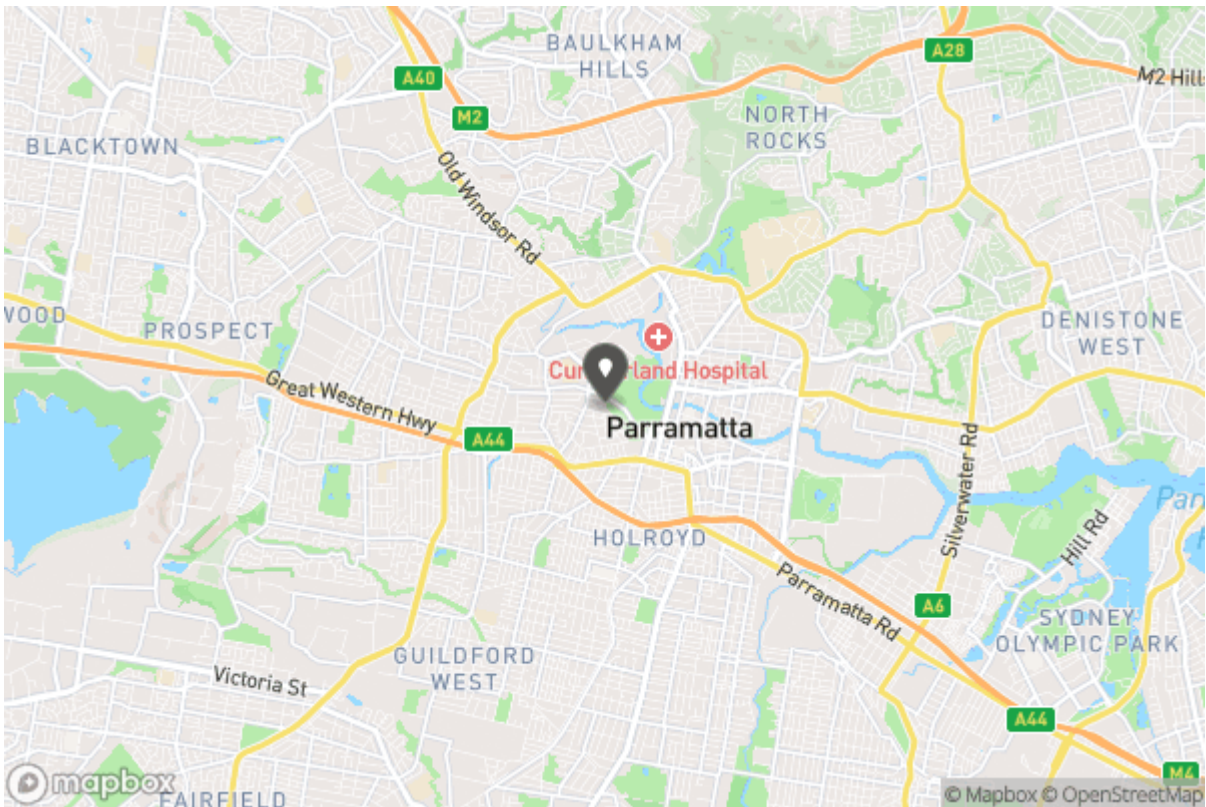 BAULKHAM
HILLS
A28
M2 Hills
A40
M2
NORTH
ROCKS
BLACKTOWN
Old Windsor Rd
WOOD
PROSPECT
DENISTONE
WEST
Cumberland Hospital
Great Western Hwy
Parramatta
A44
Silverwater Rd
Hill Rd
HOLROYD
Parramatta Rd
A6
SYDNEY
OLYMPIC PARK
GUILDFORD
WEST
Victoria St
A44
M4
mapbox
FAIRFIELD
© Mapbox © OpenStreetMap